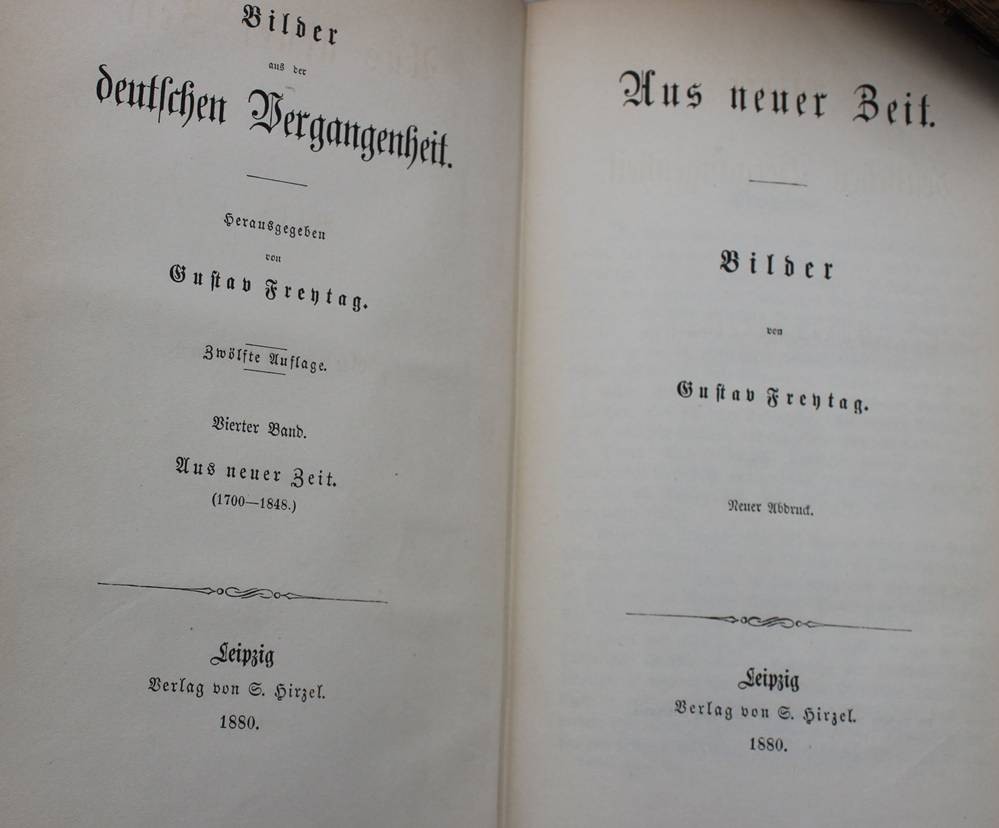 Bilder
aus der
deutschen Vergangenheit.
Herausgegeben
von
Gustav Freytag.
Zwölfte Auflage.
Vierter Band.
Aus neuer Zeit.
(1700—1848.)
Leipzig
Verlag von S. Hirzel.
1880.
Aus neuer Zeit.
Bilder
von
Gustav Freytag.
Neuer Abdruck.
Leipzig
Verlag von S. Hirzel.
1880.